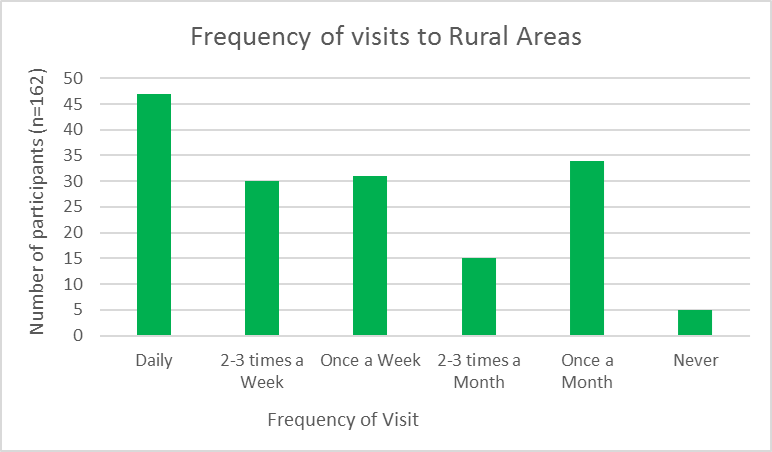 Frequency of visits to Rural Areas
Number of participants (n=162)
50
45
40
35
30
25
20
15
10
5
0
Daily
2-3 times a
Week
Once a Week
2-3 times a
Month
Once a
Month
Never
Frequency of Visit